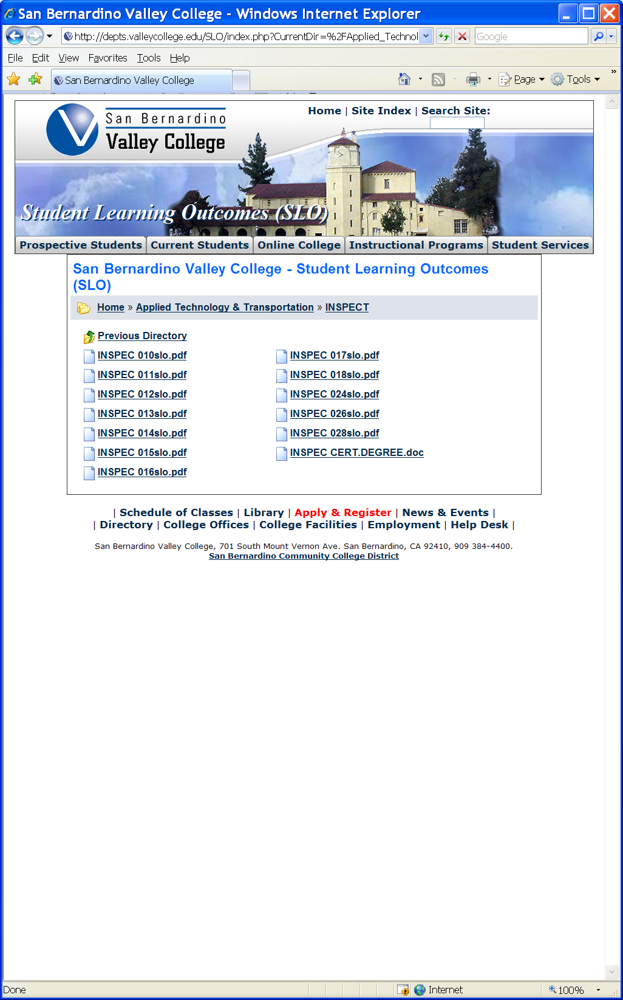 San Bernardino Valley College - Windows Internet Explorer
http://depts.valleycollege.edu/SLO/index.php?CurrentDir=%2FApplied_Technol
Google
File Edit View Favorites Tools Help
San Bernardino Valley College
Page Tools »
San Bernardino
Valley College
Home | Site Index | Search Site:
Student Learning Outcomes (SLO)
Prospective Students Current Students Online College Instructional Programs Student Services
San Bernardino Valley College - Student Learning Outcomes
(SLO)
Home » Applied Technology & Transportation » INSPECT
Previous Directory
INSPEC 010slo.pdf INSPEC 017slo.pdf
INSPEC 011slo.pdf INSPEC 018slo.pdf
INSPEC 012slo.pdf INSPEC 024slo.pdf
INSPEC 013slo.pdf INSPEC 026slo.pdf
INSPEC 014slo.pdf INSPEC 028slo.pdf
INSPEC 015slo.pdf INSPEC CERT.DEGREE.doc
INSPEC 016slo.pdf
| Schedule of Classes | Library | Apply & Register | News & Events |
| Directory | College Offices | College Facilities | Employment | Help Desk |
San Bernardino Valley College, 701 South Mount Vernon Ave. San Bernardino, CA 92410, 909 384-4400.
San Bernardino Community College District
Done Internet 100%